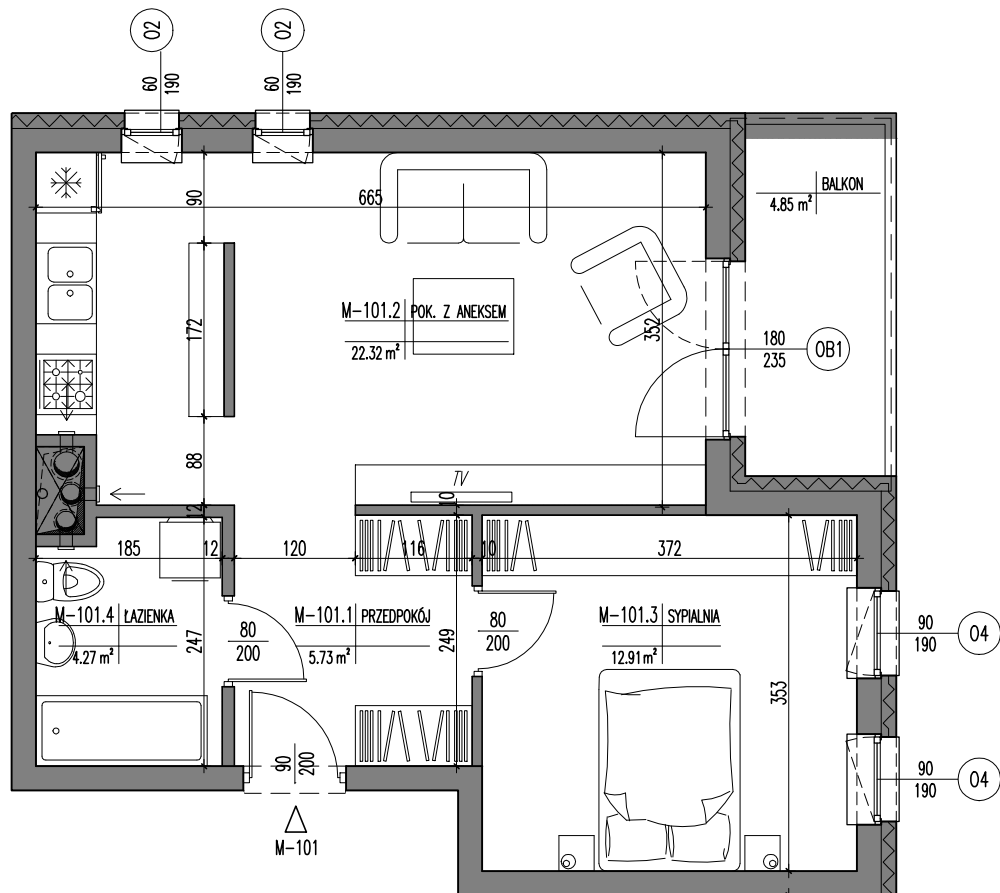 02
02
60
190
60
190
BALKON
4.85 m²
90
665
M-101.2 POK. Z ANEKSEM
22.32 m²
172
352
180
235
OB1
88
TV
10
12
185
12
120
116
10
372
M-101.4 ŁAZIENKA
4.27 m²
M-101.1 PRZEDPOKÓJ
5.73 m²
M-101.3 SYPIALNIA
12.91 m²
80
200
80
200
247
249
353
90
190
04
90
200
90
190
04
M-101